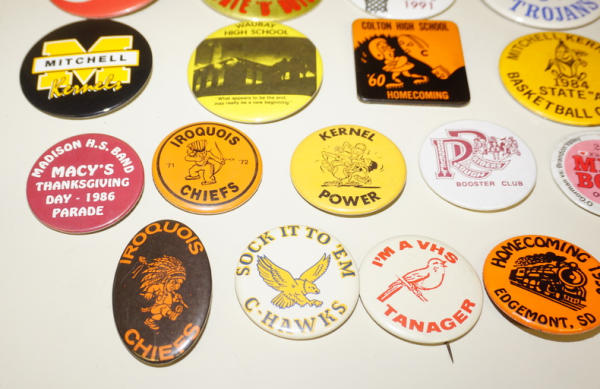 1991
TROJANS
M
MITCHELL
Kernels
WAUBAY
HIGH SCHOOL
What appears to be the end,
may really be a new beginning
COLTON HIGH SCHOOL
'60
HOMECOMING
MITCHELL
1984
STATE "A"
BASKETBALL
MADISON H.S. BAND
MACY'S
THANKSGIVING
DAY - 1986
PARADE
IROQUOIS
'71 '72
CHIEFS
KERNEL
POWER
BOOSTER CLUB
IROQUOIS
CHIEFS
SOCK IT TO 'EM
C-HAWKS
I'M A VHS
TANAGER
HOMECOMING
EDGEMONT, SD